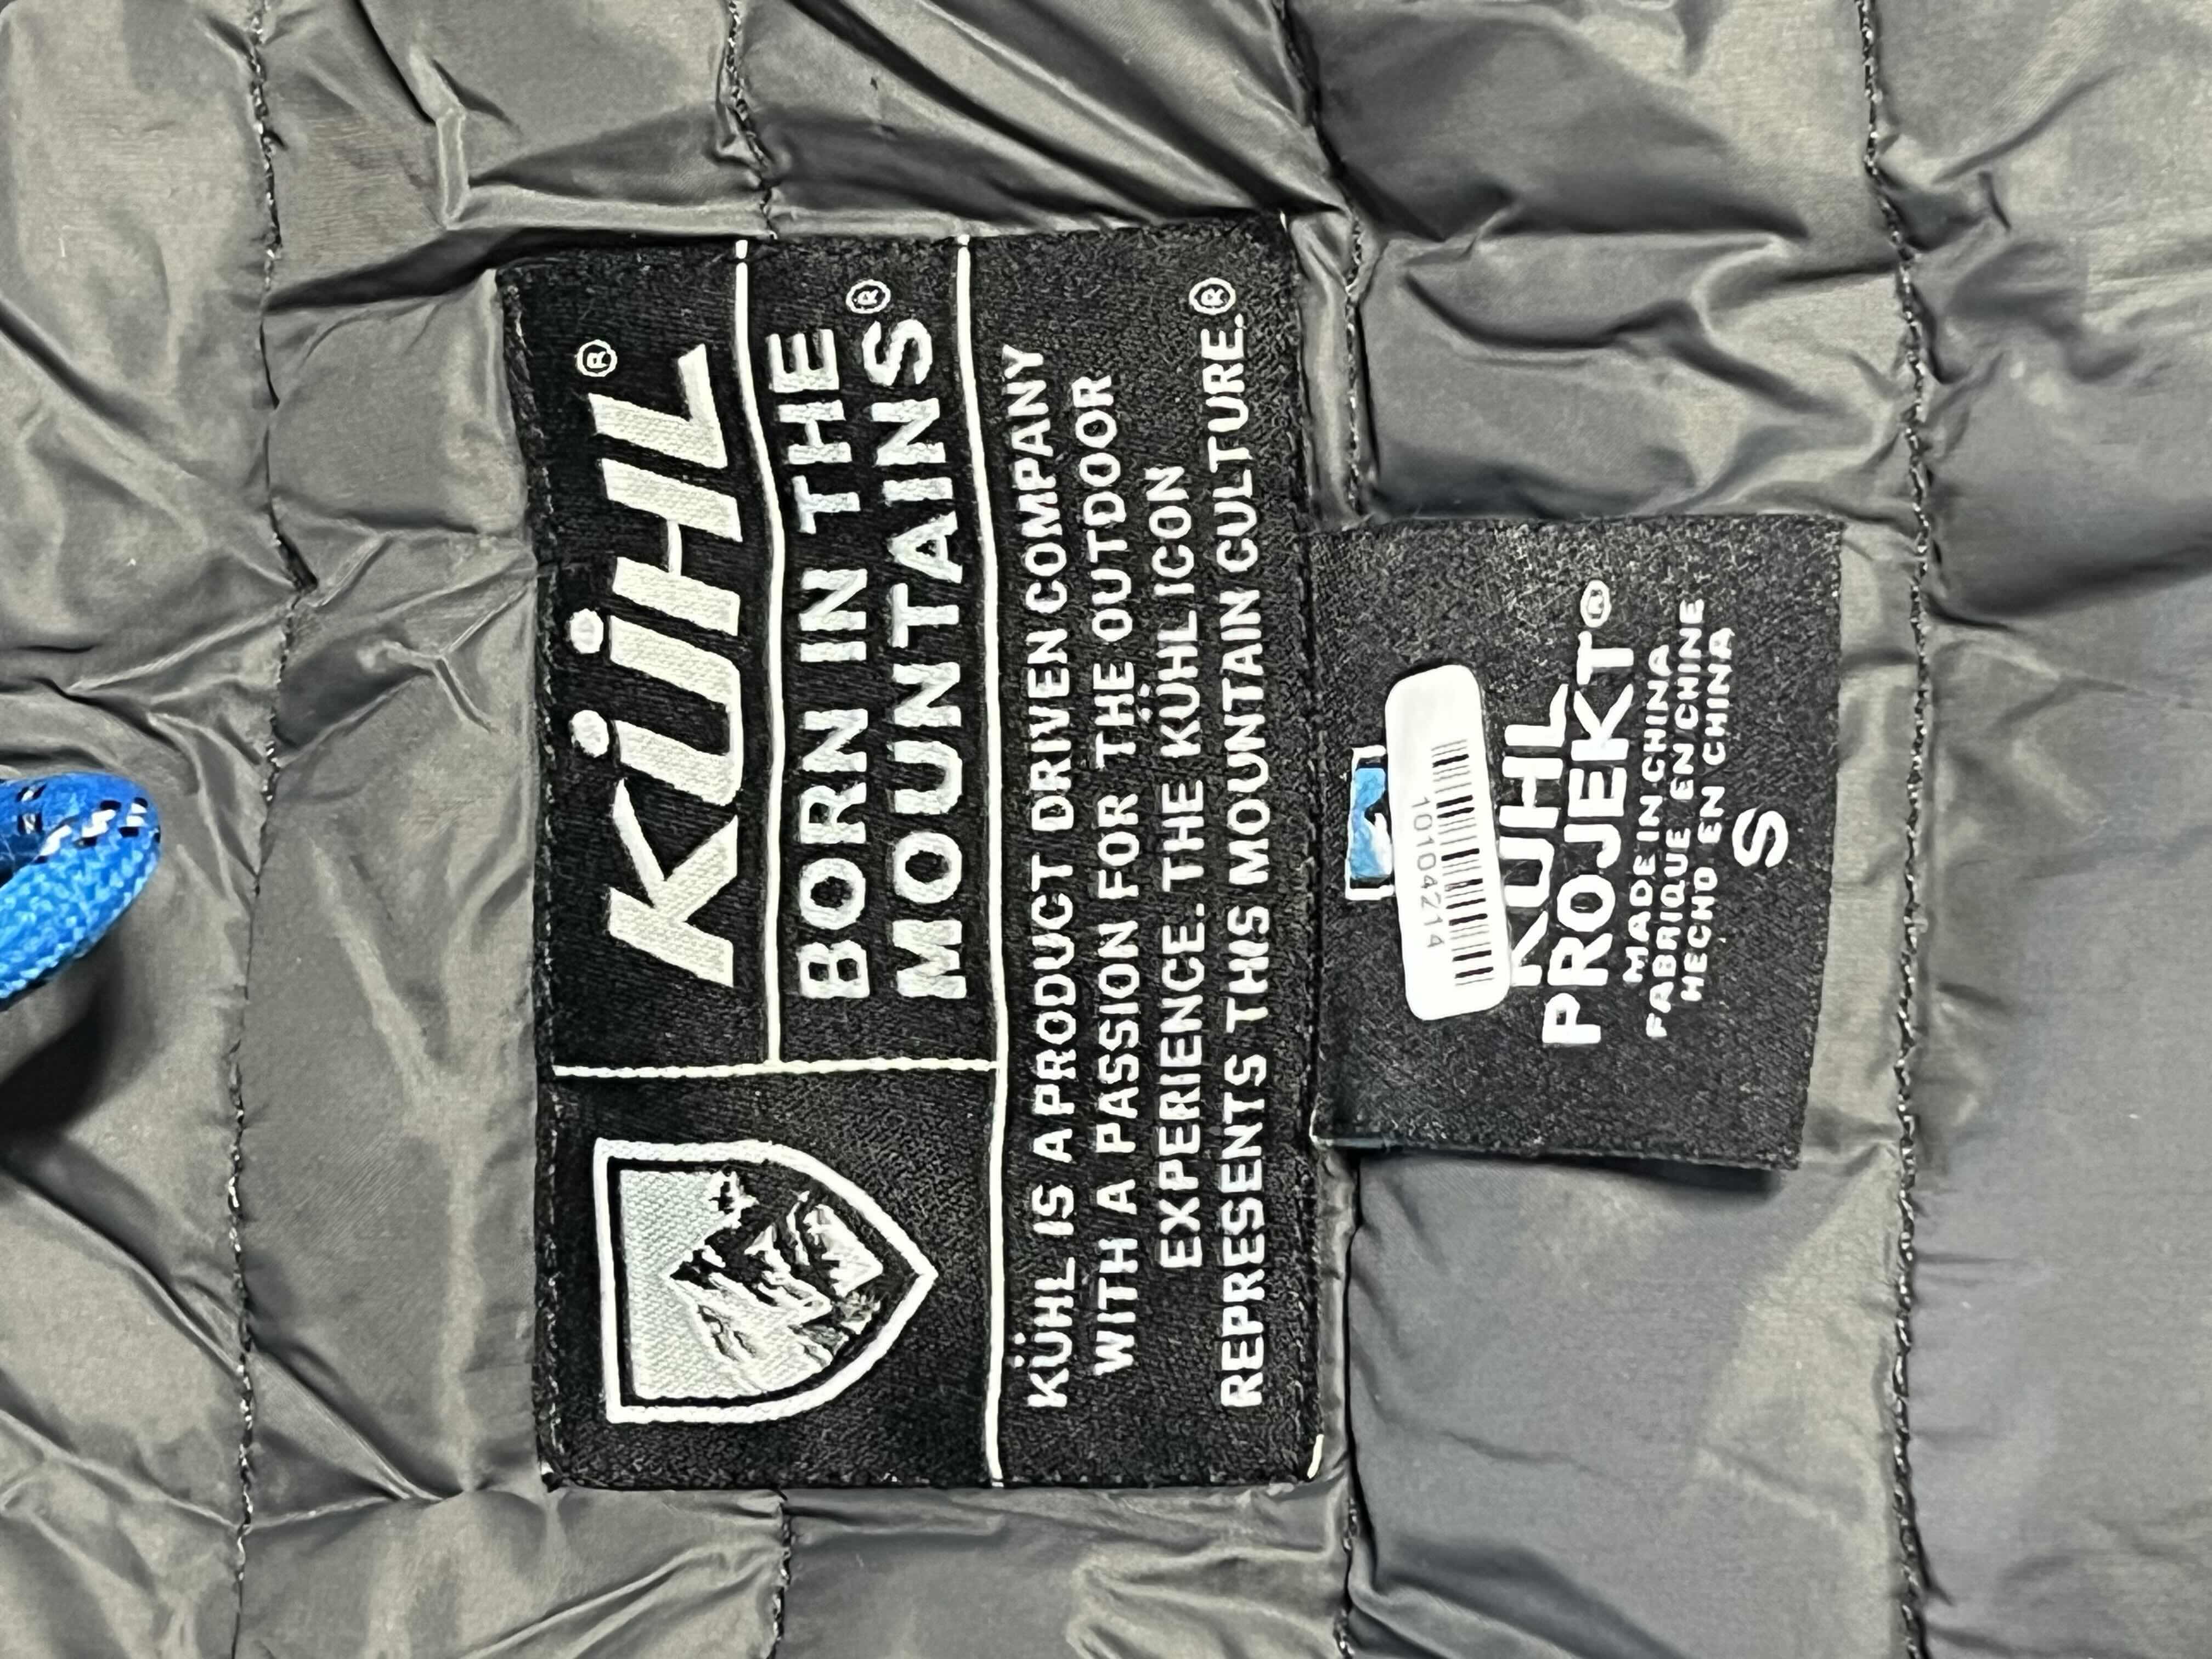 KÜHL®
BORN IN THE
MOUNTAINS®
KÜHL IS A PRODUCT DRIVEN COMPANY
WITH A PASSION FOR THE OUTDOOR
EXPERIENCE. THE KÜHL ICON
REPRESENTS THIS MOUNTAIN CULTURE.®
10104214
KÜHL
PROJEKT®
MADE IN CHINA
FABRIQUE EN CHINE
HECHO EN CHINA
S